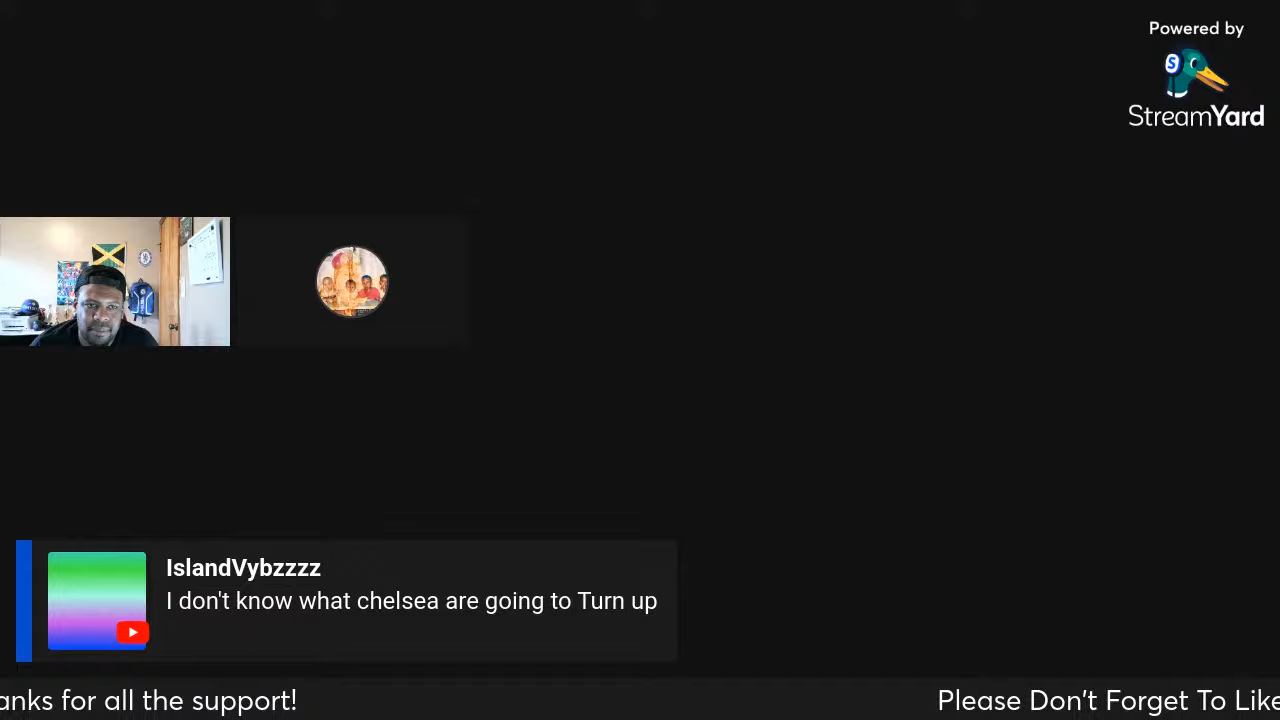 Powered by
StreamYard
IslandVybzzzz
I don't know what chelsea are going to Turn up
anks for all the support!
Please Don't Forget To Like